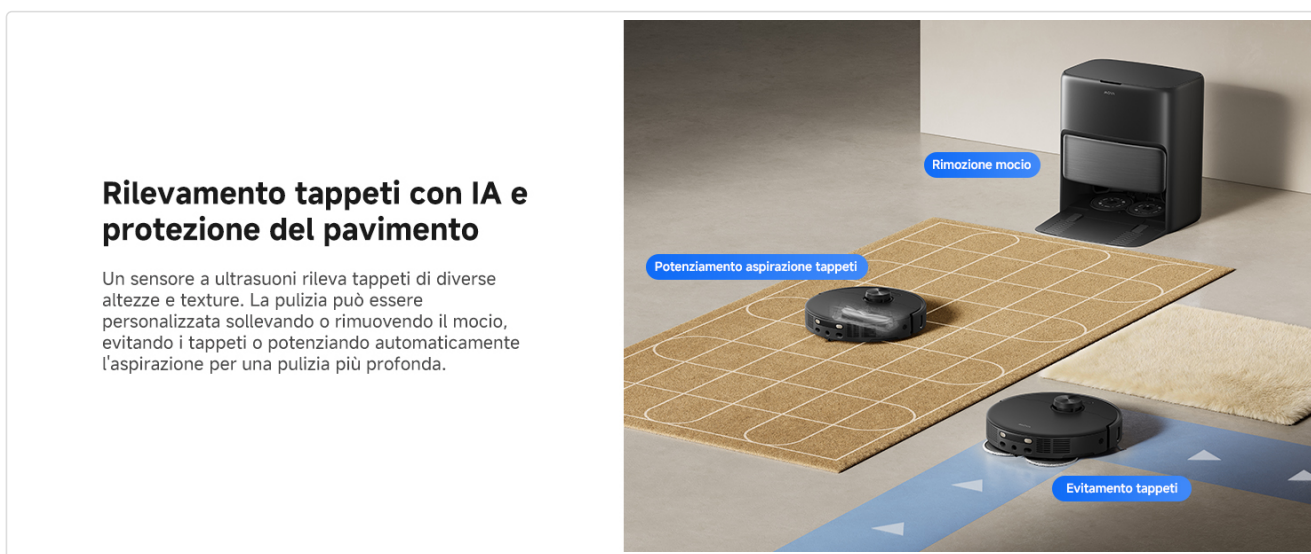 Rilevamento tappeti con IA e
protezione del pavimento
Un sensore a ultrasuoni rileva tappeti di diverse
altezze e texture. La pulizia può essere
personalizzata sollevando o rimuovendo il mocio,
evitando i tappeti o potenziando automaticamente
l'aspirazione per una pulizia più profonda.
Rimozione mocio
Potenziamento aspirazione tappeti
Evitamento tappeti